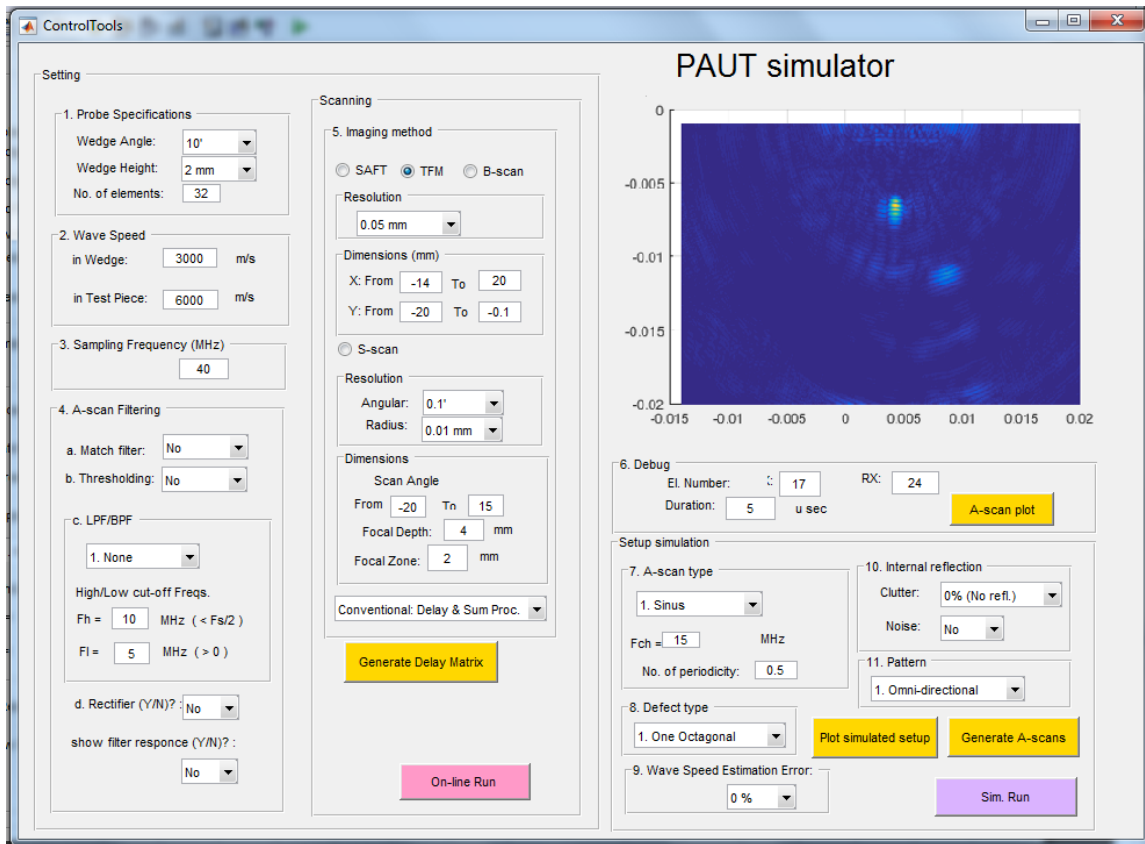 ControlTools
Setting
1. Probe Specifications
Wedge Angle: 10'
Wedge Height: 2 mm
No. of elements: 32
2. Wave Speed
in Wedge: 3000 m/s
in Test Piece: 6000 m/s
3. Sampling Frequency (MHz)
40
4. A-scan Filtering
a. Match filter: No
b. Thresholding: No
c. LPF/BPF
1. None
High/Low cut-off Freqs.
Fh = 10 MHz ( < Fs/2 )
Fl = 5 MHz ( > 0 )
d. Rectifier (Y/N)? : No
show filter responce (Y/N)? :
No
Scanning
5. Imaging method
SAFT TFM B-scan
Resolution
0.05 mm
Dimensions (mm)
X: From -14 To 20
Y: From -20 To -0.1
S-scan
Resolution
Angular: 0.1'
Radius: 0.01 mm
Dimensions
Scan Angle
From -20 To 15
Focal Depth: 4 mm
Focal Zone: 2 mm
Conventional: Delay & Sum Proc.
Generate Delay Matrix
On-line Run
PAUT simulator
0
-0.005
-0.01
-0.015
-0.02
-0.015 -0.01 -0.005 0 0.005 0.01 0.015 0.02
6. Debug
El. Number: : 17 RX: 24
Duration: 5 u sec
A-scan plot
Setup simulation
7. A-scan type
1. Sinus
Fch = 15 MHz
No. of periodicity: 0.5
8. Defect type
1. One Octagonal
9. Wave Speed Estimation Error:
0 %
10. Internal reflection
Clutter: 0% (No refl.)
Noise: No
11. Pattern
1. Omni-directional
Plot simulated setup
Generate A-scans
Sim. Run